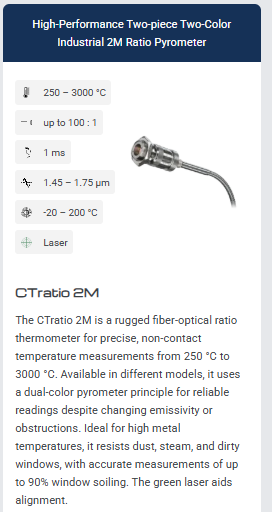 High-Performance Two-piece Two-Color
Industrial 2M Ratio Pyrometer
250 – 3000 °C
up to 100 : 1
1 ms
1.45 – 1.75 µm
-20 – 200 °C
Laser
CTratio 2M
The CTratio 2M is a rugged fiber-optical ratio
thermometer for precise, non-contact
temperature measurements from 250 °C to
3000 °C. Available in different models, it uses
a dual-color pyrometer principle for reliable
readings despite changing emissivity or
obstructions. Ideal for high metal
temperatures, it resists dust, steam, and dirty
windows, with accurate measurements of up
to 90% window soiling. The green laser aids
alignment.